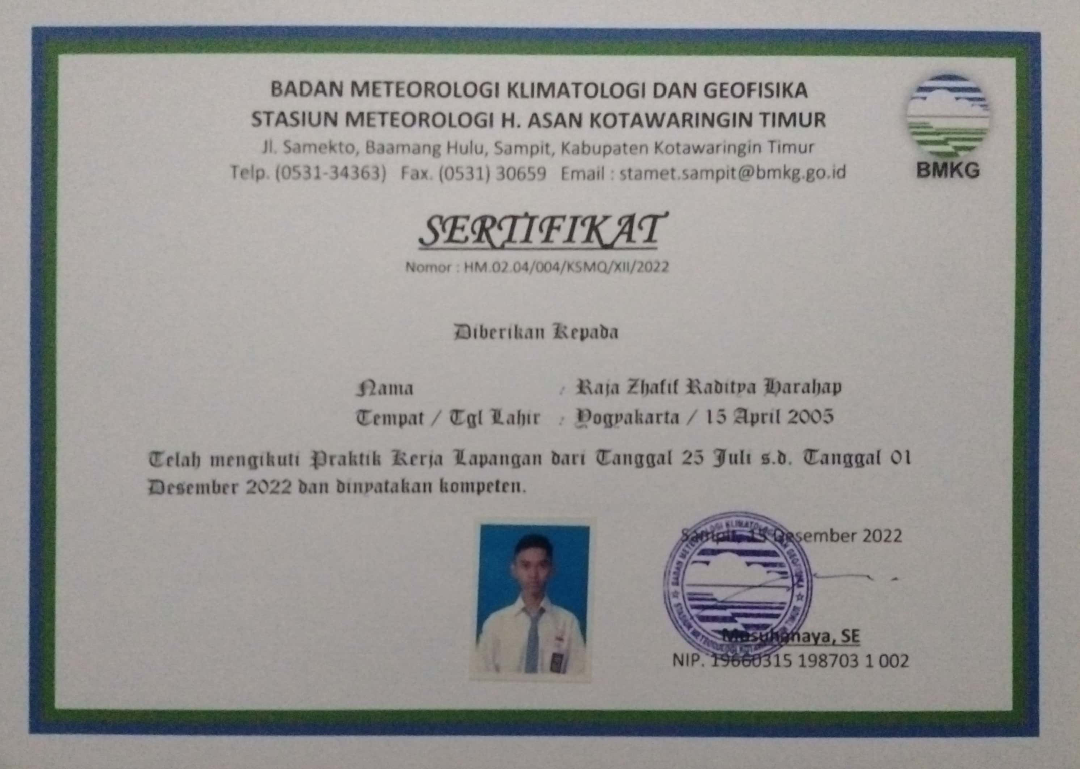 BADAN METEOROLOGI KLIMATOLOGI DAN GEOFISIKA
STASIUN METEOROLOGI H. ASAN KOTAWARINGIN TIMUR
Jl. Samekto, Baamang Hulu, Sampit, Kabupaten Kotawaringin Timur
Telp. (0531-34363) Fax. (0531) 30659 Email : stamet.sampit@bmkg.go.id
BMKG
SERTIFIKAT
Nomor : HM.02.04/004/KSMQ/XII/2022
Diberikan Kepada
Nama : Raja Zhafif Raditya Harahap
Tempat / Tgl Lahir : Yogyakarta / 15 April 2005
Telah mengikuti Praktik Kerja Lapangan dari Tanggal 25 Juli s.d. Tanggal 01
Desember 2022 dan dinyatakan kompeten.
Sampit, 15 Desember 2022
BADAN METEOROLOGI KLIMATOLOGI DAN GEOFISIKA
Musuhanaya, SE
NIP. 19660315 198703 1 002